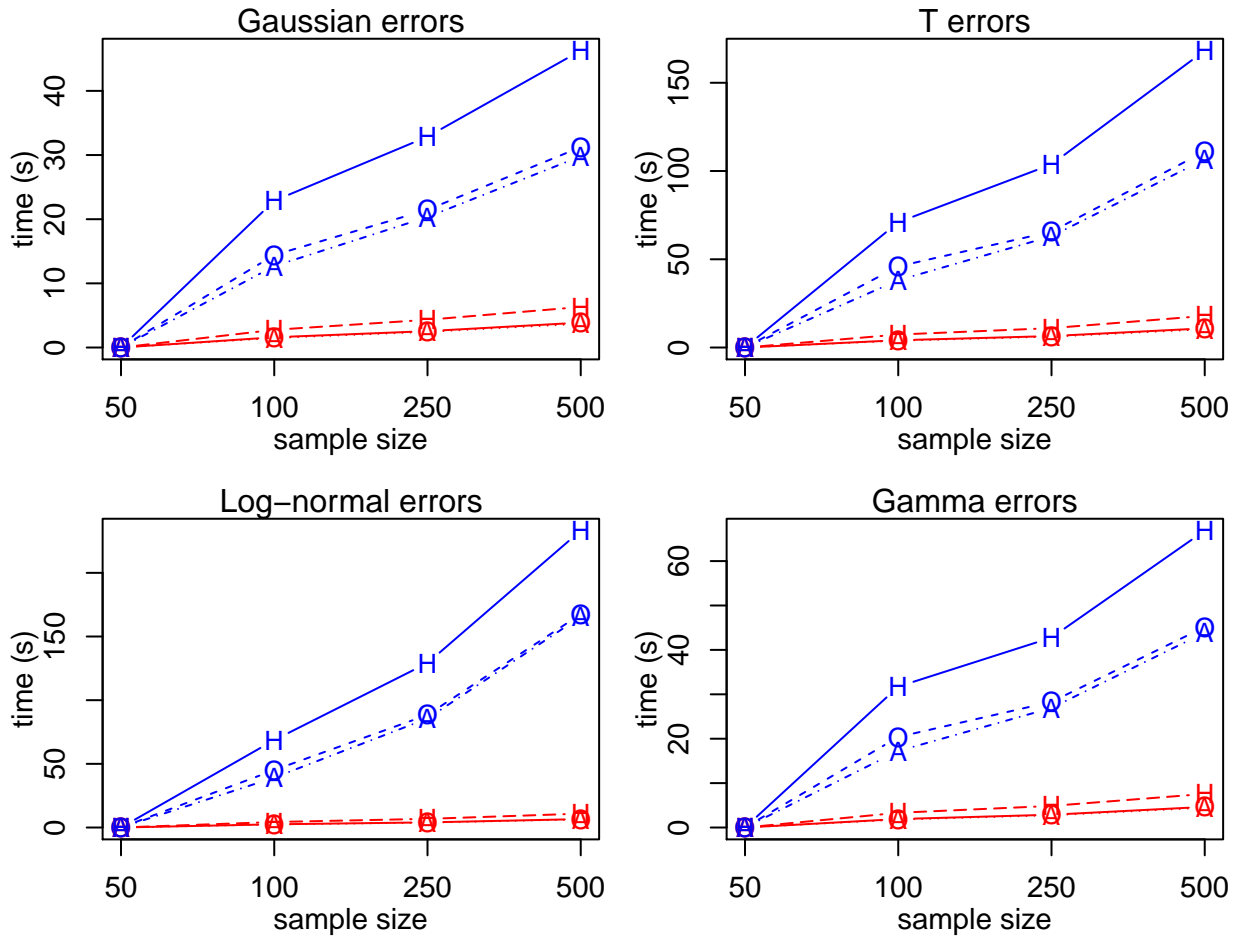 Gaussian errors
time (s)
40
30
20
10
0
H
H
H
O
O
O
A
A
A
H
H
H
O
O
O
A
A
A
H
O
A
50 100 250 500
sample size
T errors
time (s)
150
100
50
0
H
H
H
O
O
O
A
A
A
H
H
H
O
O
O
A
A
A
H
O
A
50 100 250 500
sample size
Log−normal errors
time (s)
150
50
0
H
H
H
O
O
O
A
A
A
H
H
H
O
O
O
A
A
A
H
O
A
50 100 250 500
sample size
Gamma errors
time (s)
60
40
20
0
H
H
H
O
O
O
A
A
A
H
H
H
O
O
O
A
A
A
H
O
A
50 100 250 500
sample size